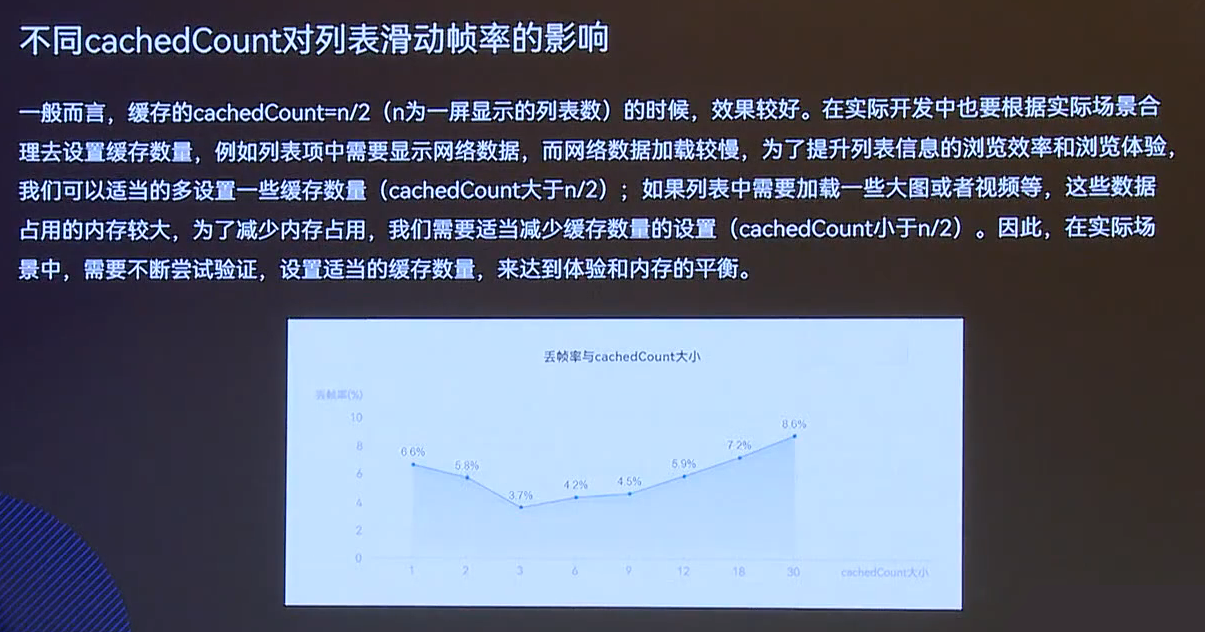 不同cachedCount对列表滑动帧率的影响
一般而言，缓存的cachedCount=n/2（n为一屏显示的列表数）的时候，效果较好。在实际开发中也要根据实际场景合
理去设置缓存数量，例如列表项中需要显示网络数据，而网络数据加载较慢，为了提升列表信息的浏览效率和浏览体验，
我们可以适当的多设置一些缓存数量（cachedCount大于n/2）；如果列表中需要加载一些大图或者视频等，这些数据
占用的内存较大，为了减少内存占用，我们需要适当减少缓存数量的设置（cachedCount小于n/2）。因此，在实际场
景中，需要不断尝试验证，设置适当的缓存数量，来达到体验和内存的平衡。
丢帧率与cachedCount大小
丢帧率(%)
10
8
6
4
2
0
6.6%
5.8%
3.7%
4.2%
4.5%
5.9%
7.2%
8.6%
1 2 3 6 9 12 18 30 cachedCount大小